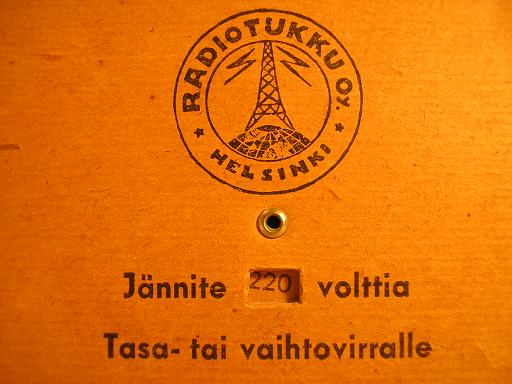 RADIOTUKKU OY.
HELSINKI
Jännite 220 volttia
Tasa- tai vaihtovirralle